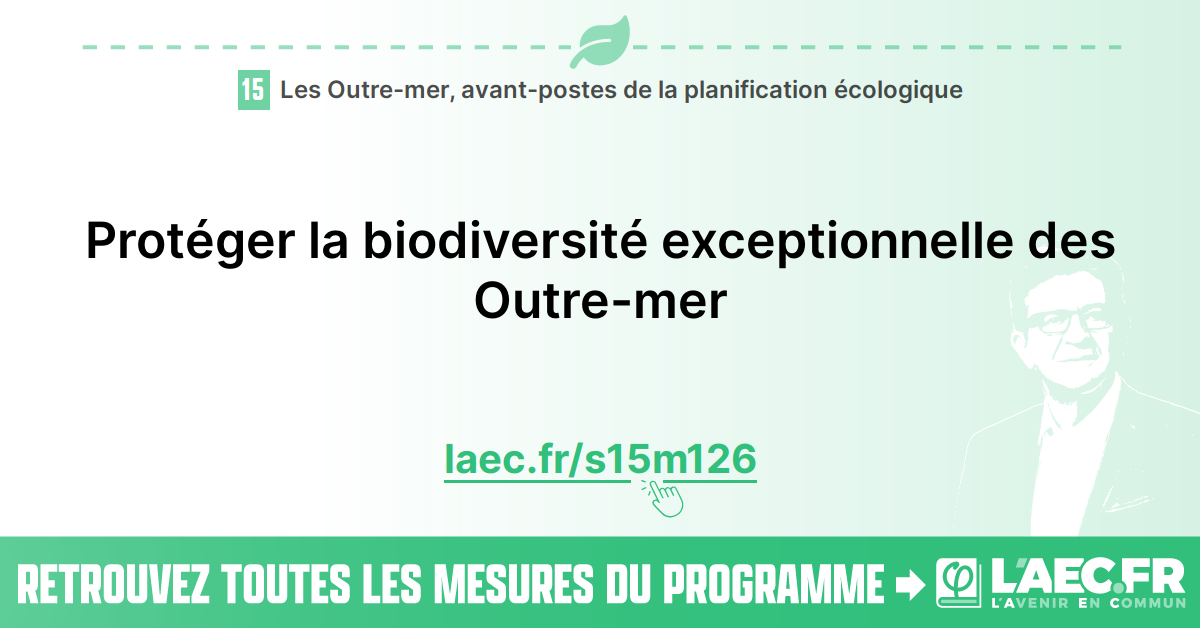 15 Les Outre-mer, avant-postes de la planification écologique
Protéger la biodiversité exceptionnelle des
Outre-mer
laec.fr/s15m126
RETROUVEZ TOUTES LES MESURES DU PROGRAMME
φ L'AEC.FR
L'AVENIR EN COMMUN